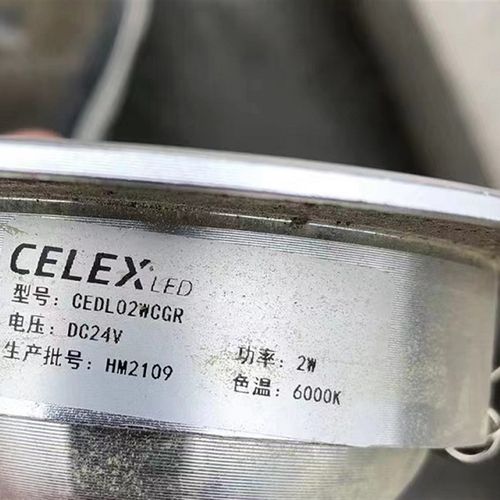 CELEX LED
型号: CEDL02WCGR
电压: DC24V
生产批号: HM2109
功率: 2W
色温: 6000K